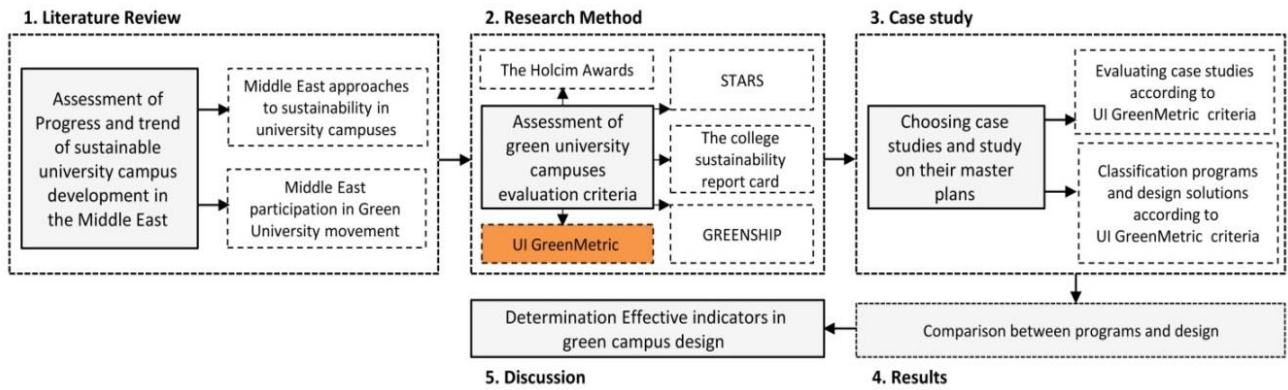 1. Literature Review
Assessment of
Progress and trend
of sustainable
university campus
development in
the Middle East
Middle East
approaches to
sustainability in
university campuses
Middle East
participation in Green
University movement
2. Research Method
The Holcim Awards
STARS
Assessment of
green university
campuses
evaluation criteria
The college
sustainability
report card
UI GreenMetric
GREENSHIP
3. Case study
Choosing case
studies and study
on their master
plans
Evaluating case studies
according to
UI GreenMetric criteria
Classification programs
and design solutions
according to
UI GreenMetric criteria
Comparison between programs and design
4. Results
Determination Effective indicators in
green campus design
5. Discussion